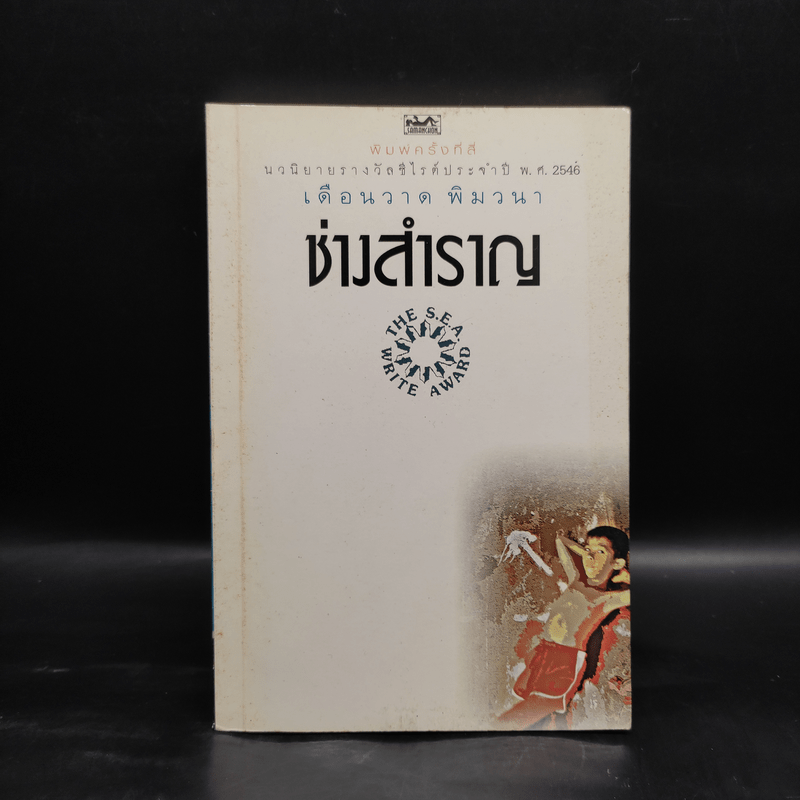 SAMANCHON
พิมพ์ครั้งที่สี่
นวนิยายรางวัลซีไรต์ประจำปี พ.ศ. 2546
เดือนวาด พิมวนา
ช่างสำราญ
THE S.E.A.
WRITE AWARD